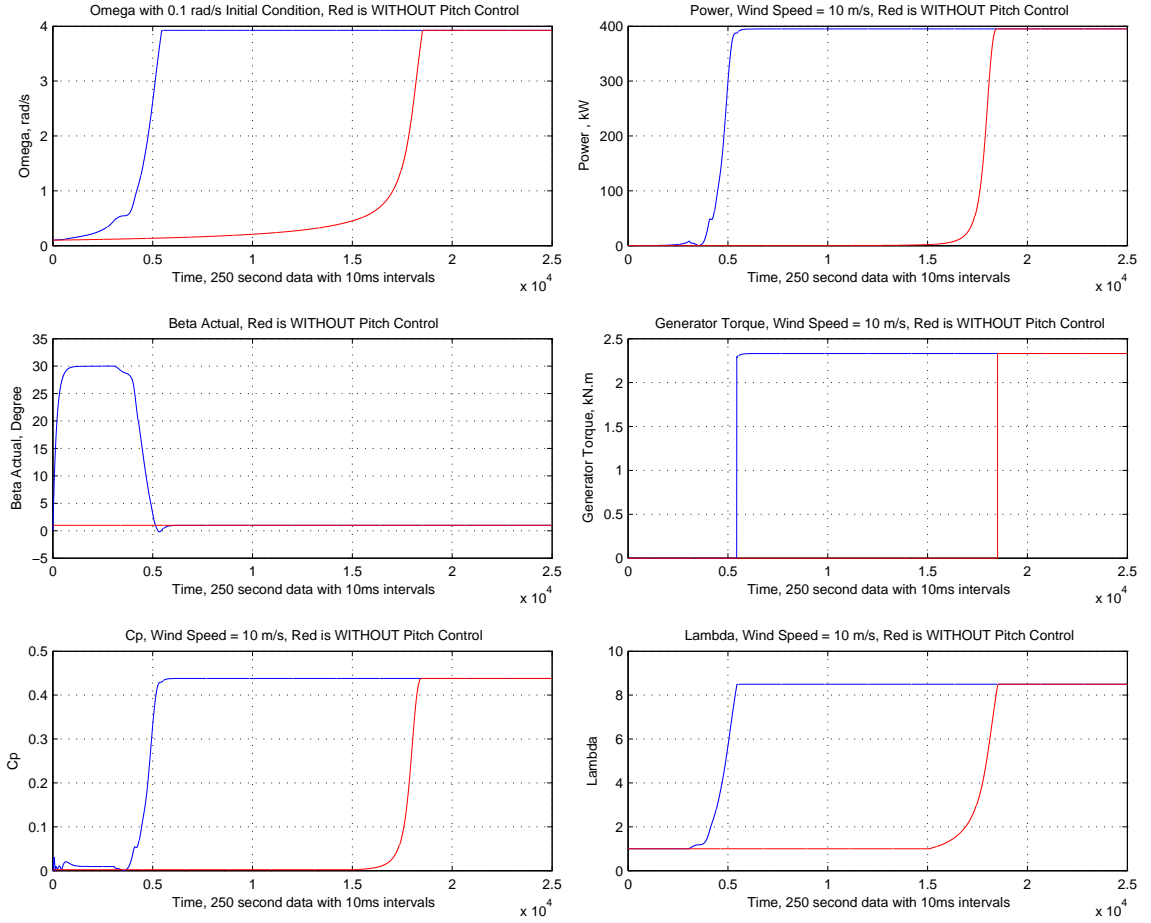 Omega with 0.1 rad/s Initial Condition, Red is WITHOUT Pitch Control
Omega, rad/s
4
3
2
1
0
0 0.5 1 1.5 2 2.5
Time, 250 second data with 10ms intervals
x 10^4
Power, Wind Speed = 10 m/s, Red is WITHOUT Pitch Control
Power , kW
400
300
200
100
0
0 0.5 1 1.5 2 2.5
Time, 250 second data with 10ms intervals
x 10^4
Beta Actual, Red is WITHOUT Pitch Control
Beta Actual, Degree
35
30
25
20
15
10
5
0
−5
0 0.5 1 1.5 2 2.5
Time, 250 second data with 10ms intervals
x 10^4
Generator Torque, Wind Speed = 10 m/s, Red is WITHOUT Pitch Control
Generator Torque, kN.m
2.5
2
1.5
1
0.5
0
0 0.5 1 1.5 2 2.5
Time, 250 second data with 10ms intervals
x 10^4
Cp, Wind Speed = 10 m/s, Red is WITHOUT Pitch Control
Cp
0.5
0.4
0.3
0.2
0.1
0
0 0.5 1 1.5 2 2.5
Time, 250 second data with 10ms intervals
x 10^4
Lambda, Wind Speed = 10 m/s, Red is WITHOUT Pitch Control
Lambda
10
8
6
4
2
0
0 0.5 1 1.5 2 2.5
Time, 250 second data with 10ms intervals
x 10^4